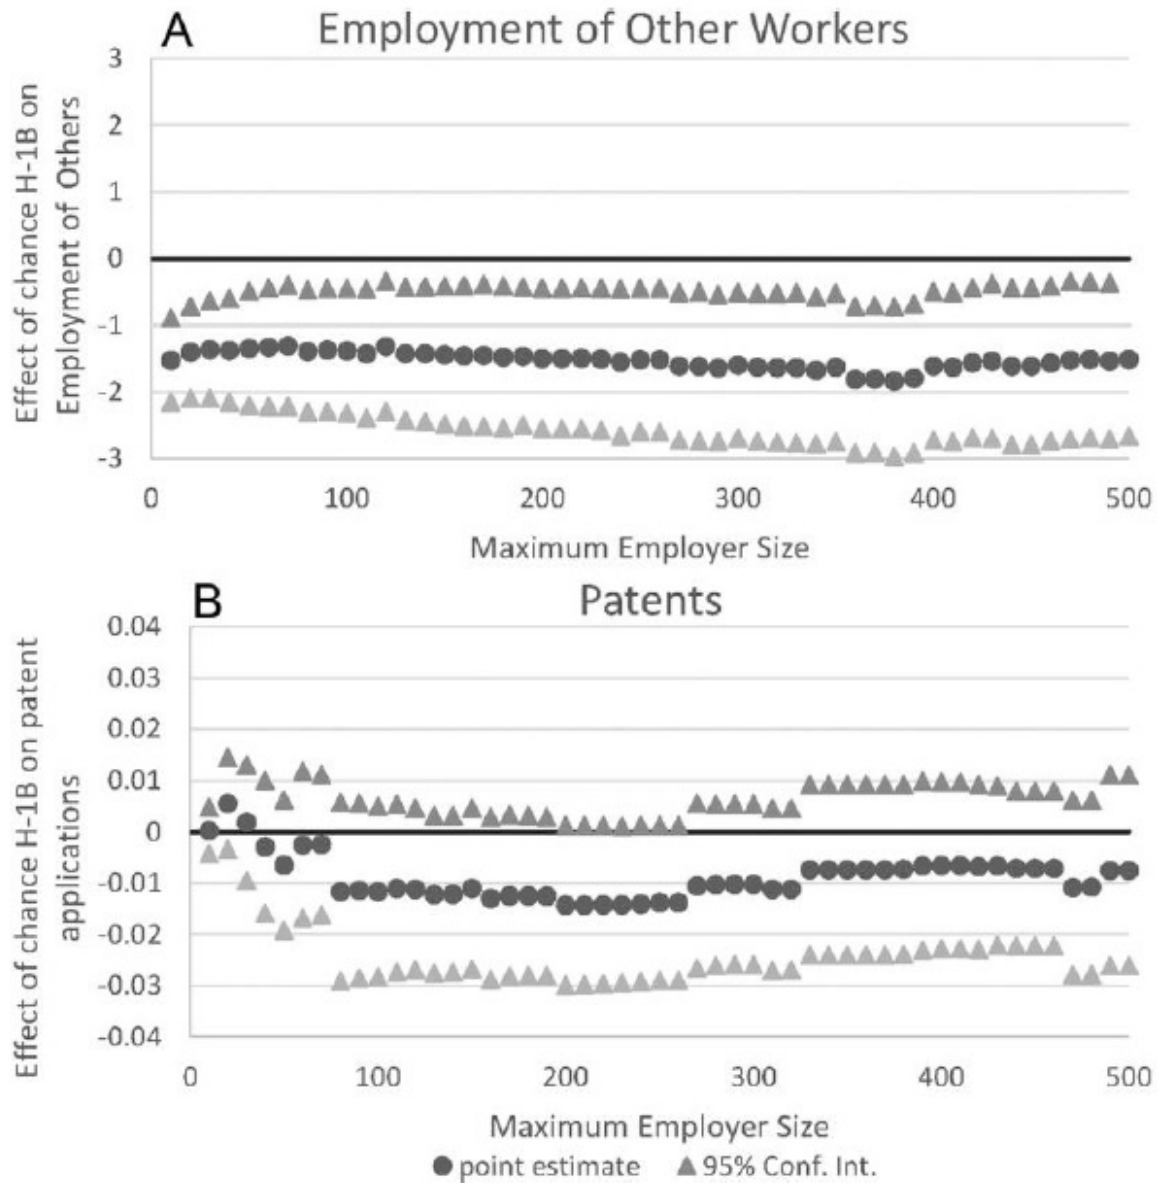 A Employment of Other Workers
Effect of chance H-1B on
Employment of Others
3
2
1
0
-1
-2
-3
0 100 200 300 400 500
Maximum Employer Size
B Patents
Effect of chance H-1B on patent
applications
0.04
0.03
0.02
0.01
0
-0.01
-0.02
-0.03
-0.04
0 100 200 300 400 500
Maximum Employer Size
point estimate 95% Conf. Int.